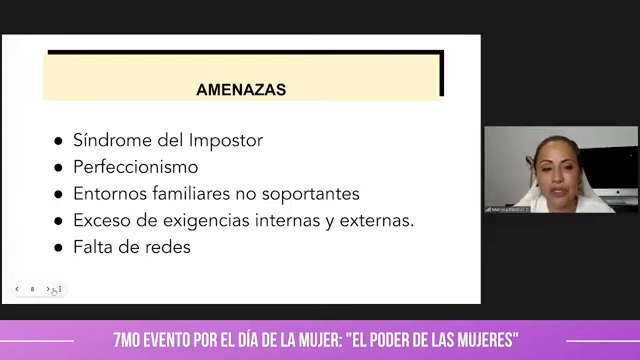 AMENAZAS
● Síndrome del Impostor
● Perfeccionismo
● Entornos familiares no soportantes
● Exceso de exigencias internas y externas.
● Falta de redes
8
7MO EVENTO POR EL DÍA DE LA MUJER: "EL PODER DE LAS MUJERES"